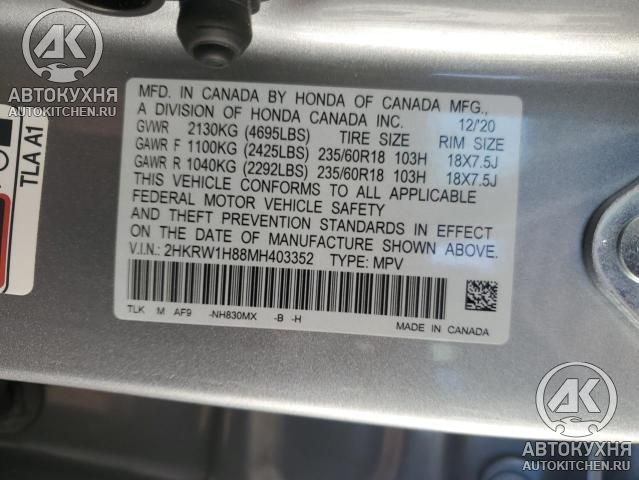 АВТОКУХНЯ
AUTOKITCHEN.RU
TLA A1
MFD. IN CANADA BY HONDA OF CANADA MFG.,
A DIVISION OF HONDA CANADA INC. 12/'20
GVWR 2130KG (4695LBS) TIRE SIZE RIM SIZE
GAWR F 1100KG (2425LBS) 235/60R18 103H 18X7.5J
GAWR R 1040KG (2292LBS) 235/60R18 103H 18X7.5J
THIS VEHICLE CONFORMS TO ALL APPLICABLE
FEDERAL MOTOR VEHICLE SAFETY
AND THEFT PREVENTION STANDARDS IN EFFECT
ON THE DATE OF MANUFACTURE SHOWN ABOVE.
V.I.N.: 2HKRW1H88MH403352 TYPE: MPV
TLK M AF9 -NH830MX -B -H
MADE IN CANADA
АК
АВТОКУХНЯ
AUTOKITCHEN.RU